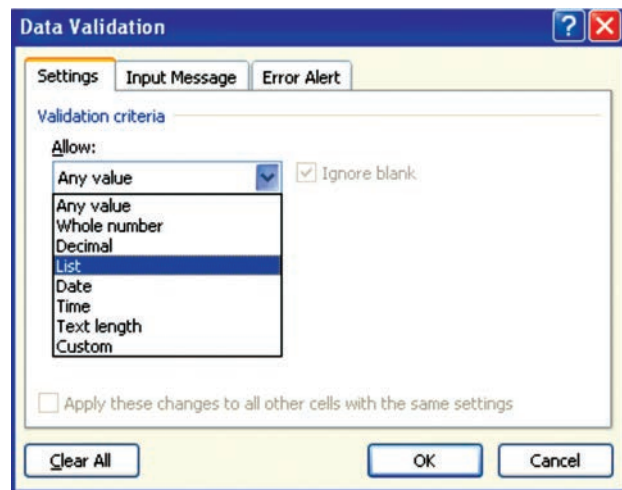 Data Validation
Settings Input Message Error Alert
Validation criteria
Allow:
Any value
Ignore blank
Any value
Whole number
Decimal
List
Date
Time
Text length
Custom
Apply these changes to all other cells with the same settings
Clear All OK Cancel